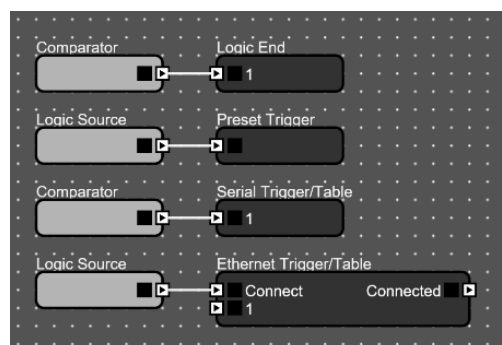 Comparator Logic End
1
Logic Source Preset Trigger
Comparator Serial Trigger/Table
1
Logic Source Ethernet Trigger/Table
Connect Connected
1